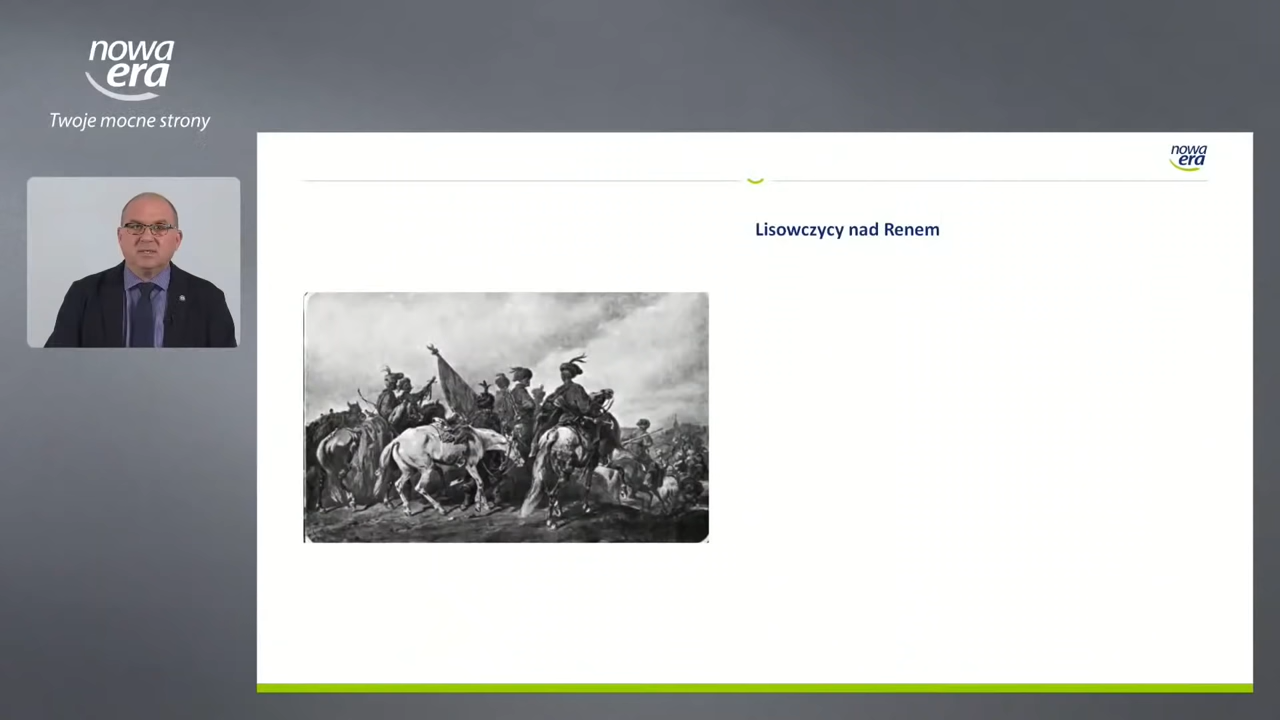 nowa
era
Twoje mocne strony
nowa
era
Lisowczycy nad Renem